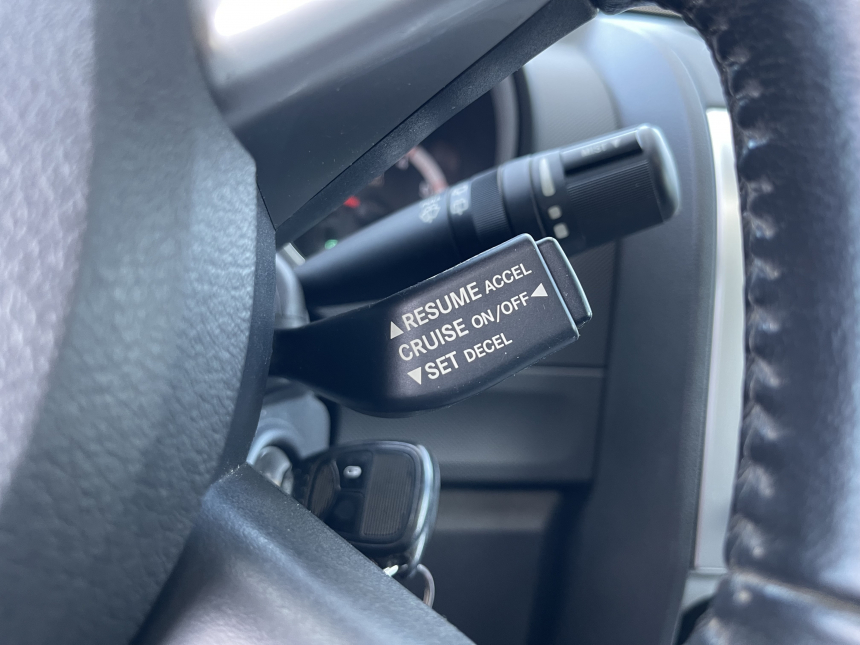 ▲RESUME ACCEL
CRUISE ON/OFF◀
▼SET DECEL